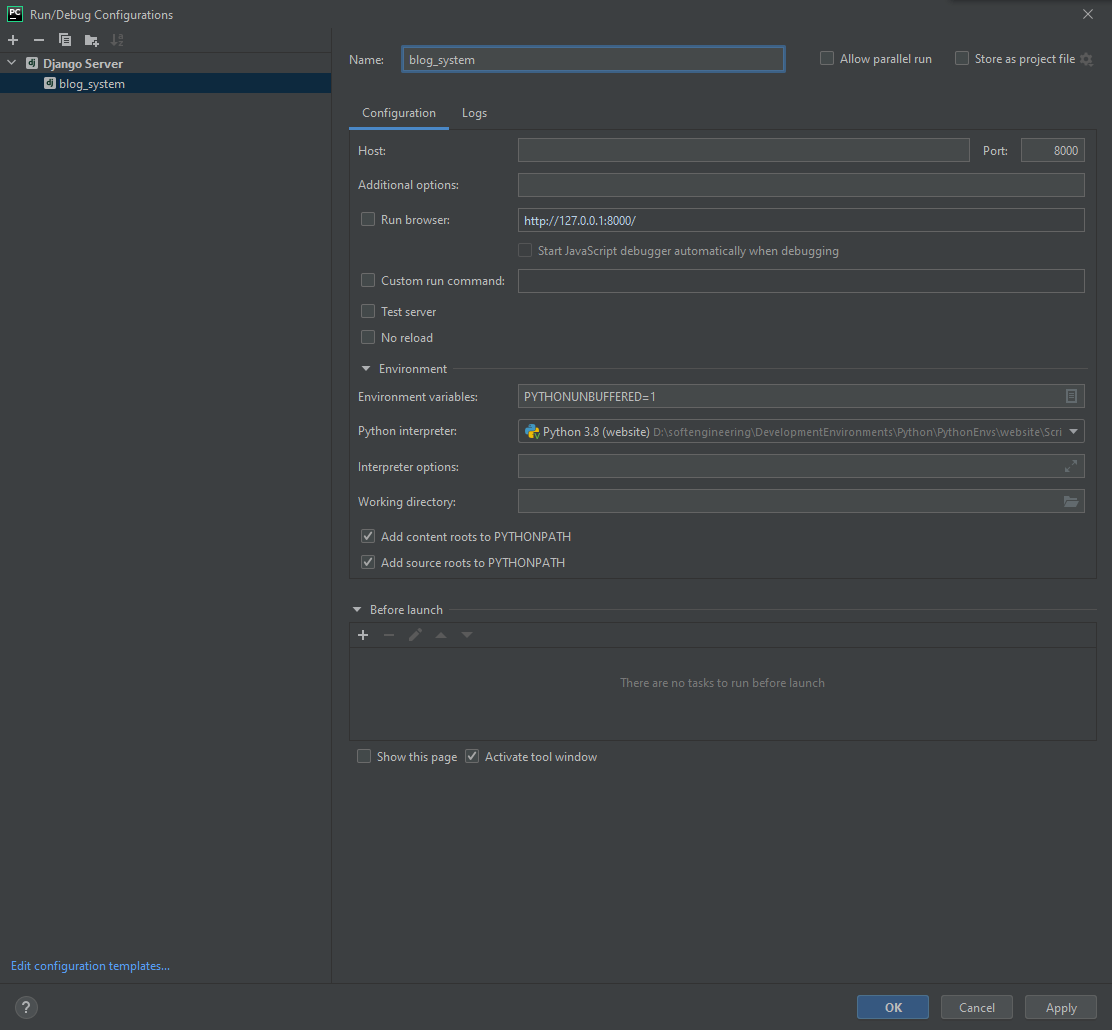 PC Run/Debug Configurations
Django Server
blog_system
Name: blog_system Allow parallel run Store as project file
Configuration Logs
Host: Port: 8000
Additional options:
Run browser: http://127.0.0.1:8000/
Start JavaScript debugger automatically when debugging
Custom run command:
Test server
No reload
Environment
Environment variables: PYTHONUNBUFFERED=1
Python interpreter: Python 3.8 (website) D:\softengineering\DevelopmentEnvironments\Python\PythonEnvs\website\Scri
Interpreter options:
Working directory:
Add content roots to PYTHONPATH
Add source roots to PYTHONPATH
Before launch
There are no tasks to run before launch
Show this page Activate tool window
Edit configuration templates...
? OK Cancel Apply